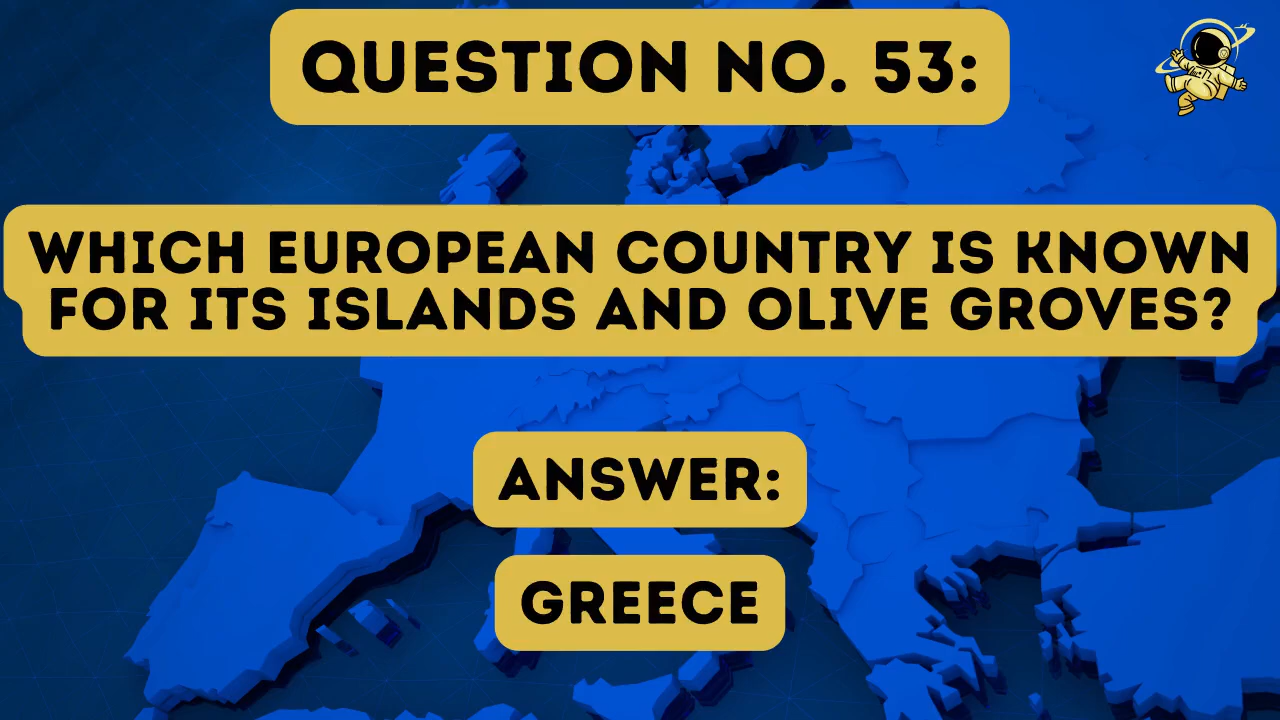 QUESTION NO. 53:
WHICH EUROPEAN COUNTRY IS KNOWN
FOR ITS ISLANDS AND OLIVE GROVES?
ANSWER:
GREECE